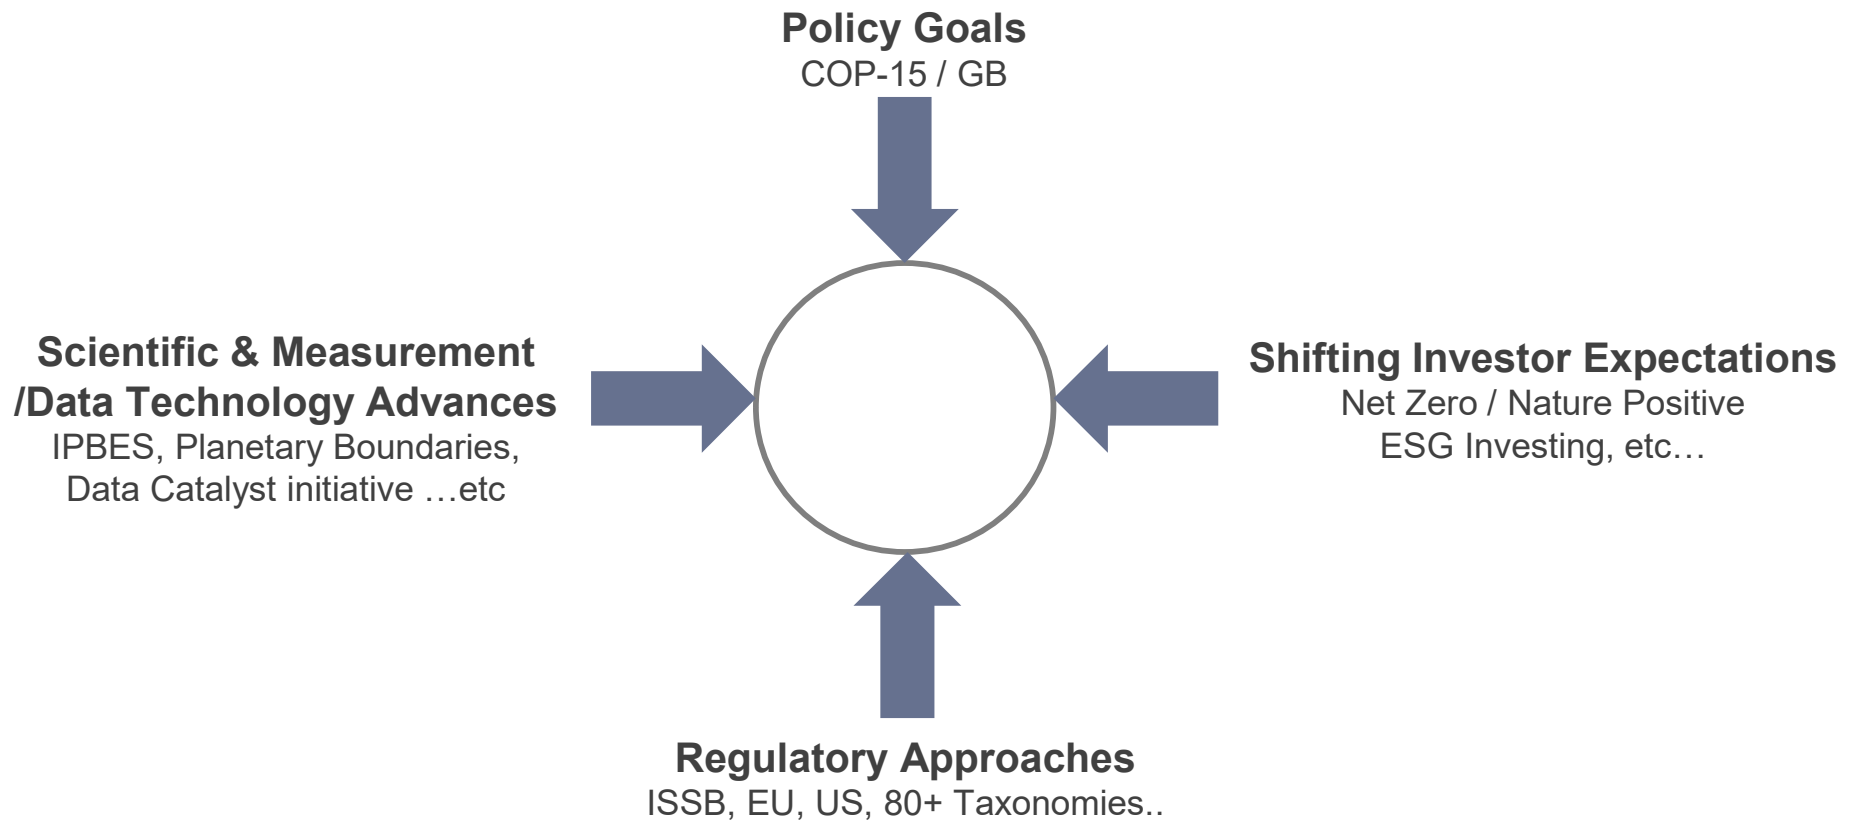 Policy Goals
COP-15 / GB
Scientific & Measurement
/Data Technology Advances
IPBES, Planetary Boundaries,
Data Catalyst initiative …etc
Shifting Investor Expectations
Net Zero / Nature Positive
ESG Investing, etc…
Regulatory Approaches
ISSB, EU, US, 80+ Taxonomies..